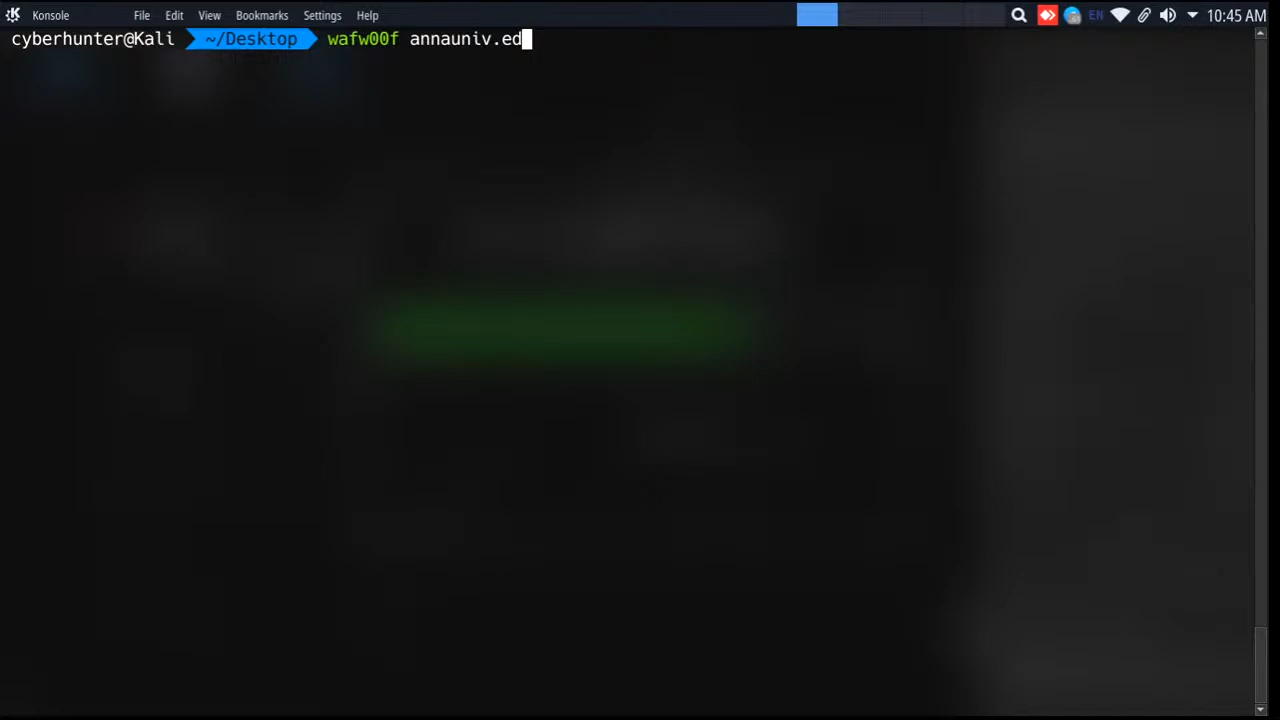 Konsole File Edit View Bookmarks Settings Help EN 10:45 AM
cyberhunter@Kali ~/Desktop wafw00f annauniv.ed